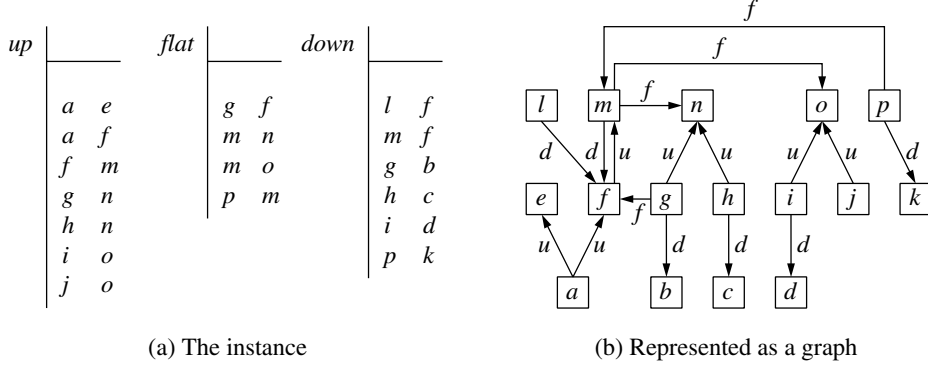 up
flat
down
a e
a f
f m
g n
h n
i o
j o
g f
m n
m o
p m
l f
m f
g b
h c
i d
p k
(a) The instance
f
f
l m f n o p
d d u u u u u d
e f f g h i j k
u u d d d
a b c d
(b) Represented as a graph